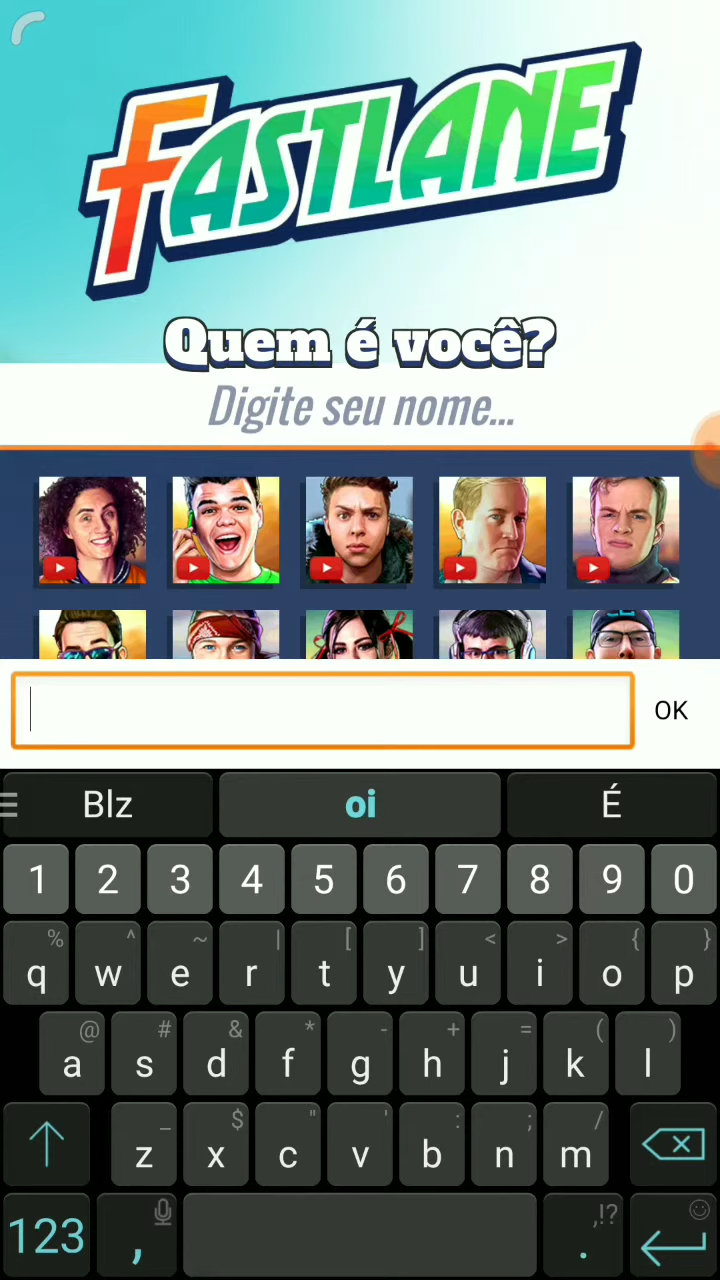 FASTLANE
Quem é você?
Digite seu nome...
OK
Blz oi É
1 2 3 4 5 6 7 8 9 0
% ^ ~ | [ ] < > { }
q w e r t y u i o p
@ # & * - + = ( )
a s d f g h j k l
_ $ " ' : ; /
z x c v b n m
,!?
123 , .